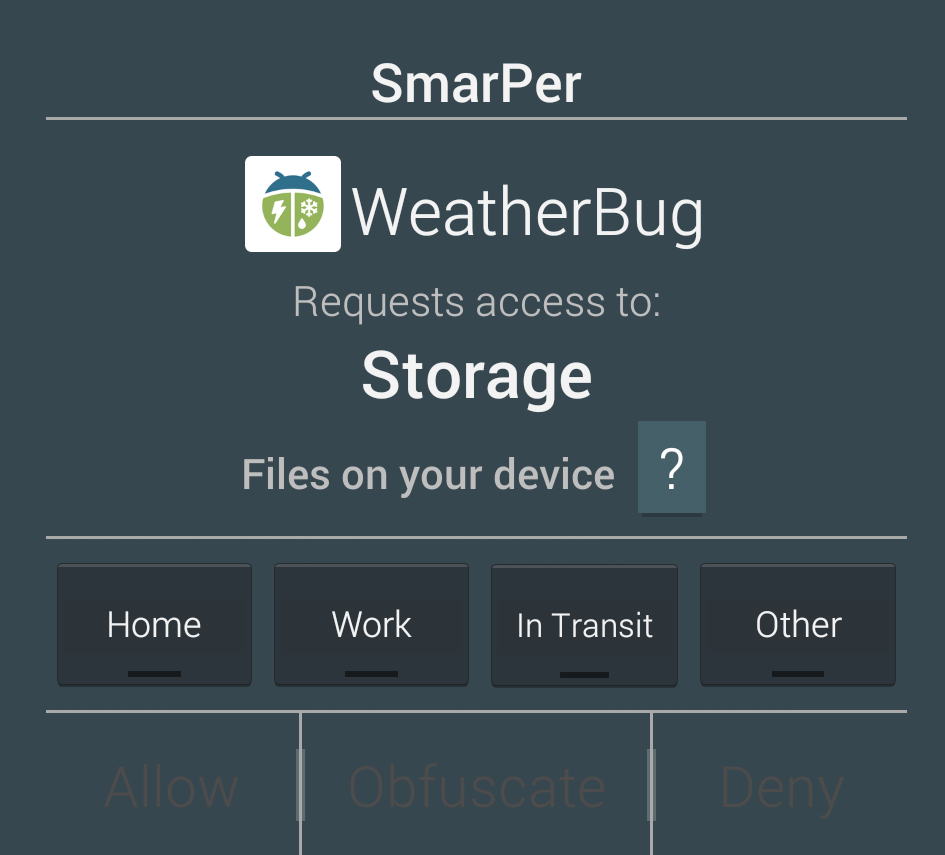 SmarPer
WeatherBug
Requests access to:
Storage
Files on your device ?
Home Work In Transit Other
Allow Obfuscate Deny